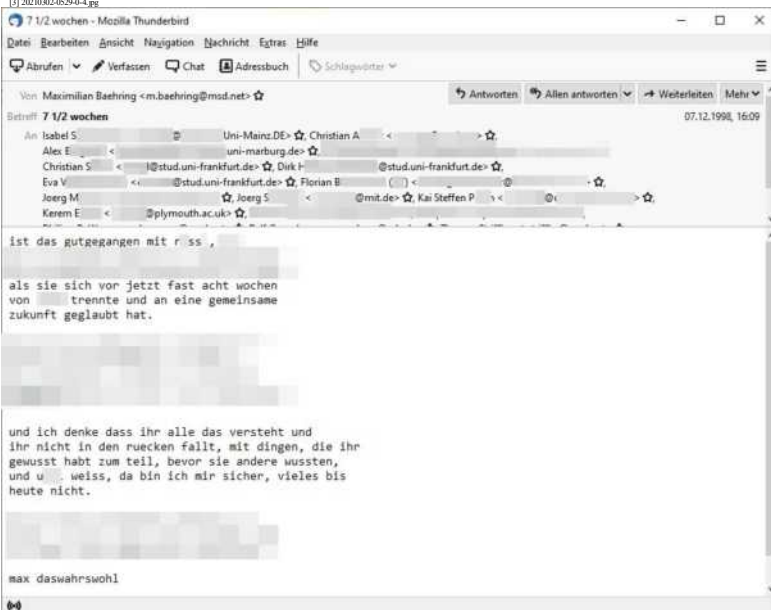 [3] 20210302-0529-0-4.jpg
7 1/2 wochen - Mozilla Thunderbird
Datei Bearbeiten Ansicht Navigation Nachricht Extras Hilfe
Abrufen Verfassen Chat Adressbuch Schlagwörter
Von Maximilian Baehring <m.baehring@msd.net> Antworten Allen antworten Weiterleiten Mehr
Betreff 7 1/2 wochen 07.12.1998, 16:09
An Isabel S @ Uni-Mainz.DE>, Christian A < >,
Alex E < uni-marburg.de>,
Christian S < l@stud.uni-frankfurt.de>, Dirk H @stud.uni-frankfurt.de>,
Eva V < @stud.uni-frankfurt.de>, Florian B ( ) < @ ,
Joerg M , Joerg S < @mit.de>, Kai Steffen P < @ >,
Kerem E < @plymouth.ac.uk>,
ist das gutgegangen mit r ss ,
als sie sich vor jetzt fast acht wochen
von trennte und an eine gemeinsame
zukunft geglaubt hat.
und ich denke dass ihr alle das versteht und
ihr nicht in den ruecken fallt, mit dingen, die ihr
gewusst habt zum teil, bevor sie andere wussten,
und u weiss, da bin ich mir sicher, vieles bis
heute nicht.
max daswahrswohl